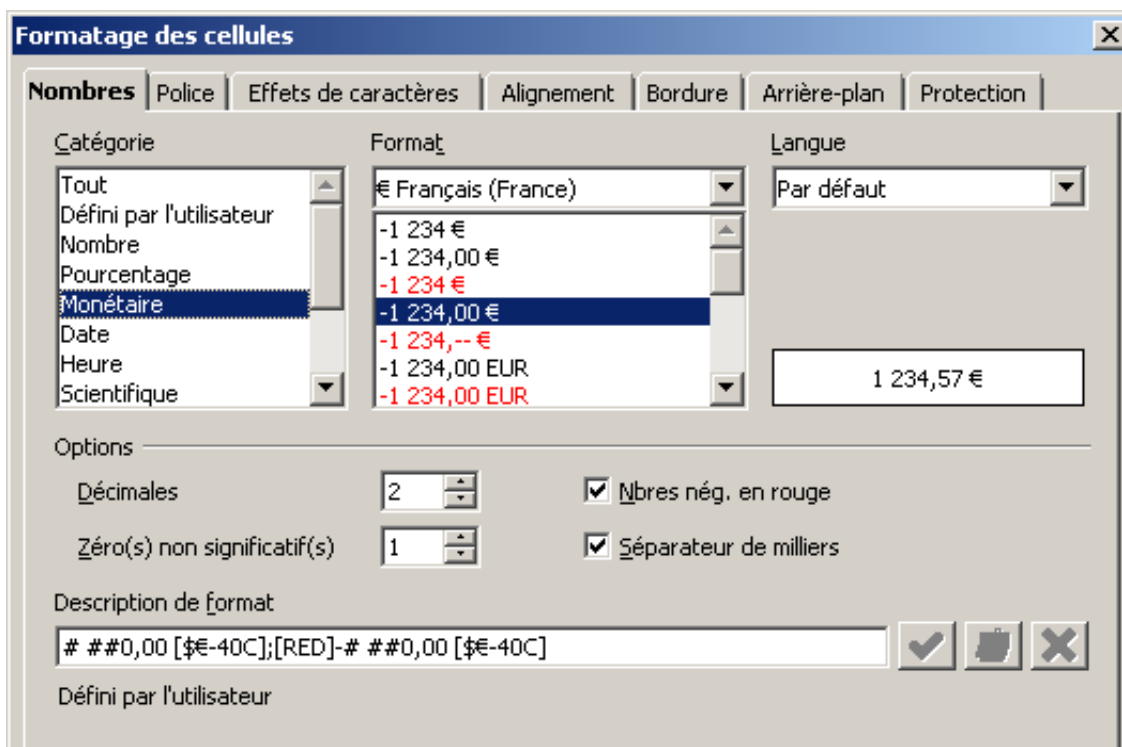 Formatage des cellules
Nombres Police Effets de caractères Alignement Bordure Arrière-plan Protection
Catégorie
Tout
Défini par l'utilisateur
Nombre
Pourcentage
Monétaire
Date
Heure
Scientifique
Format
€ Français (France)
-1 234 €
-1 234,00 €
-1 234 €
-1 234,00 €
-1 234,-- €
-1 234,00 EUR
-1 234,00 EUR
Langue
Par défaut
1 234,57 €
Options
Décimales 2
Nbres nég. en rouge
Zéro(s) non significatif(s) 1
Séparateur de milliers
Description de format
# ##0,00 [$€-40C];[RED]-# ##0,00 [$€-40C]
Défini par l'utilisateur